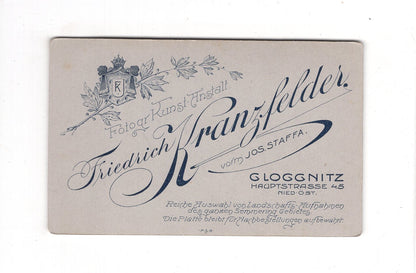 FK
Fotogr. Kunst-Anstalt
Friedrich Kranzfelder.
vorm. JOS. STAFFA.
GLOGGNITZ
HAUPTSTRASSE 45
NIED. ÖST.
Reiche Auswahl von Landschafts-Aufnahmen
des ganzen Semmering Gebietes.
Die Platte bleibt für Nachbestellungen aufbewahrt.